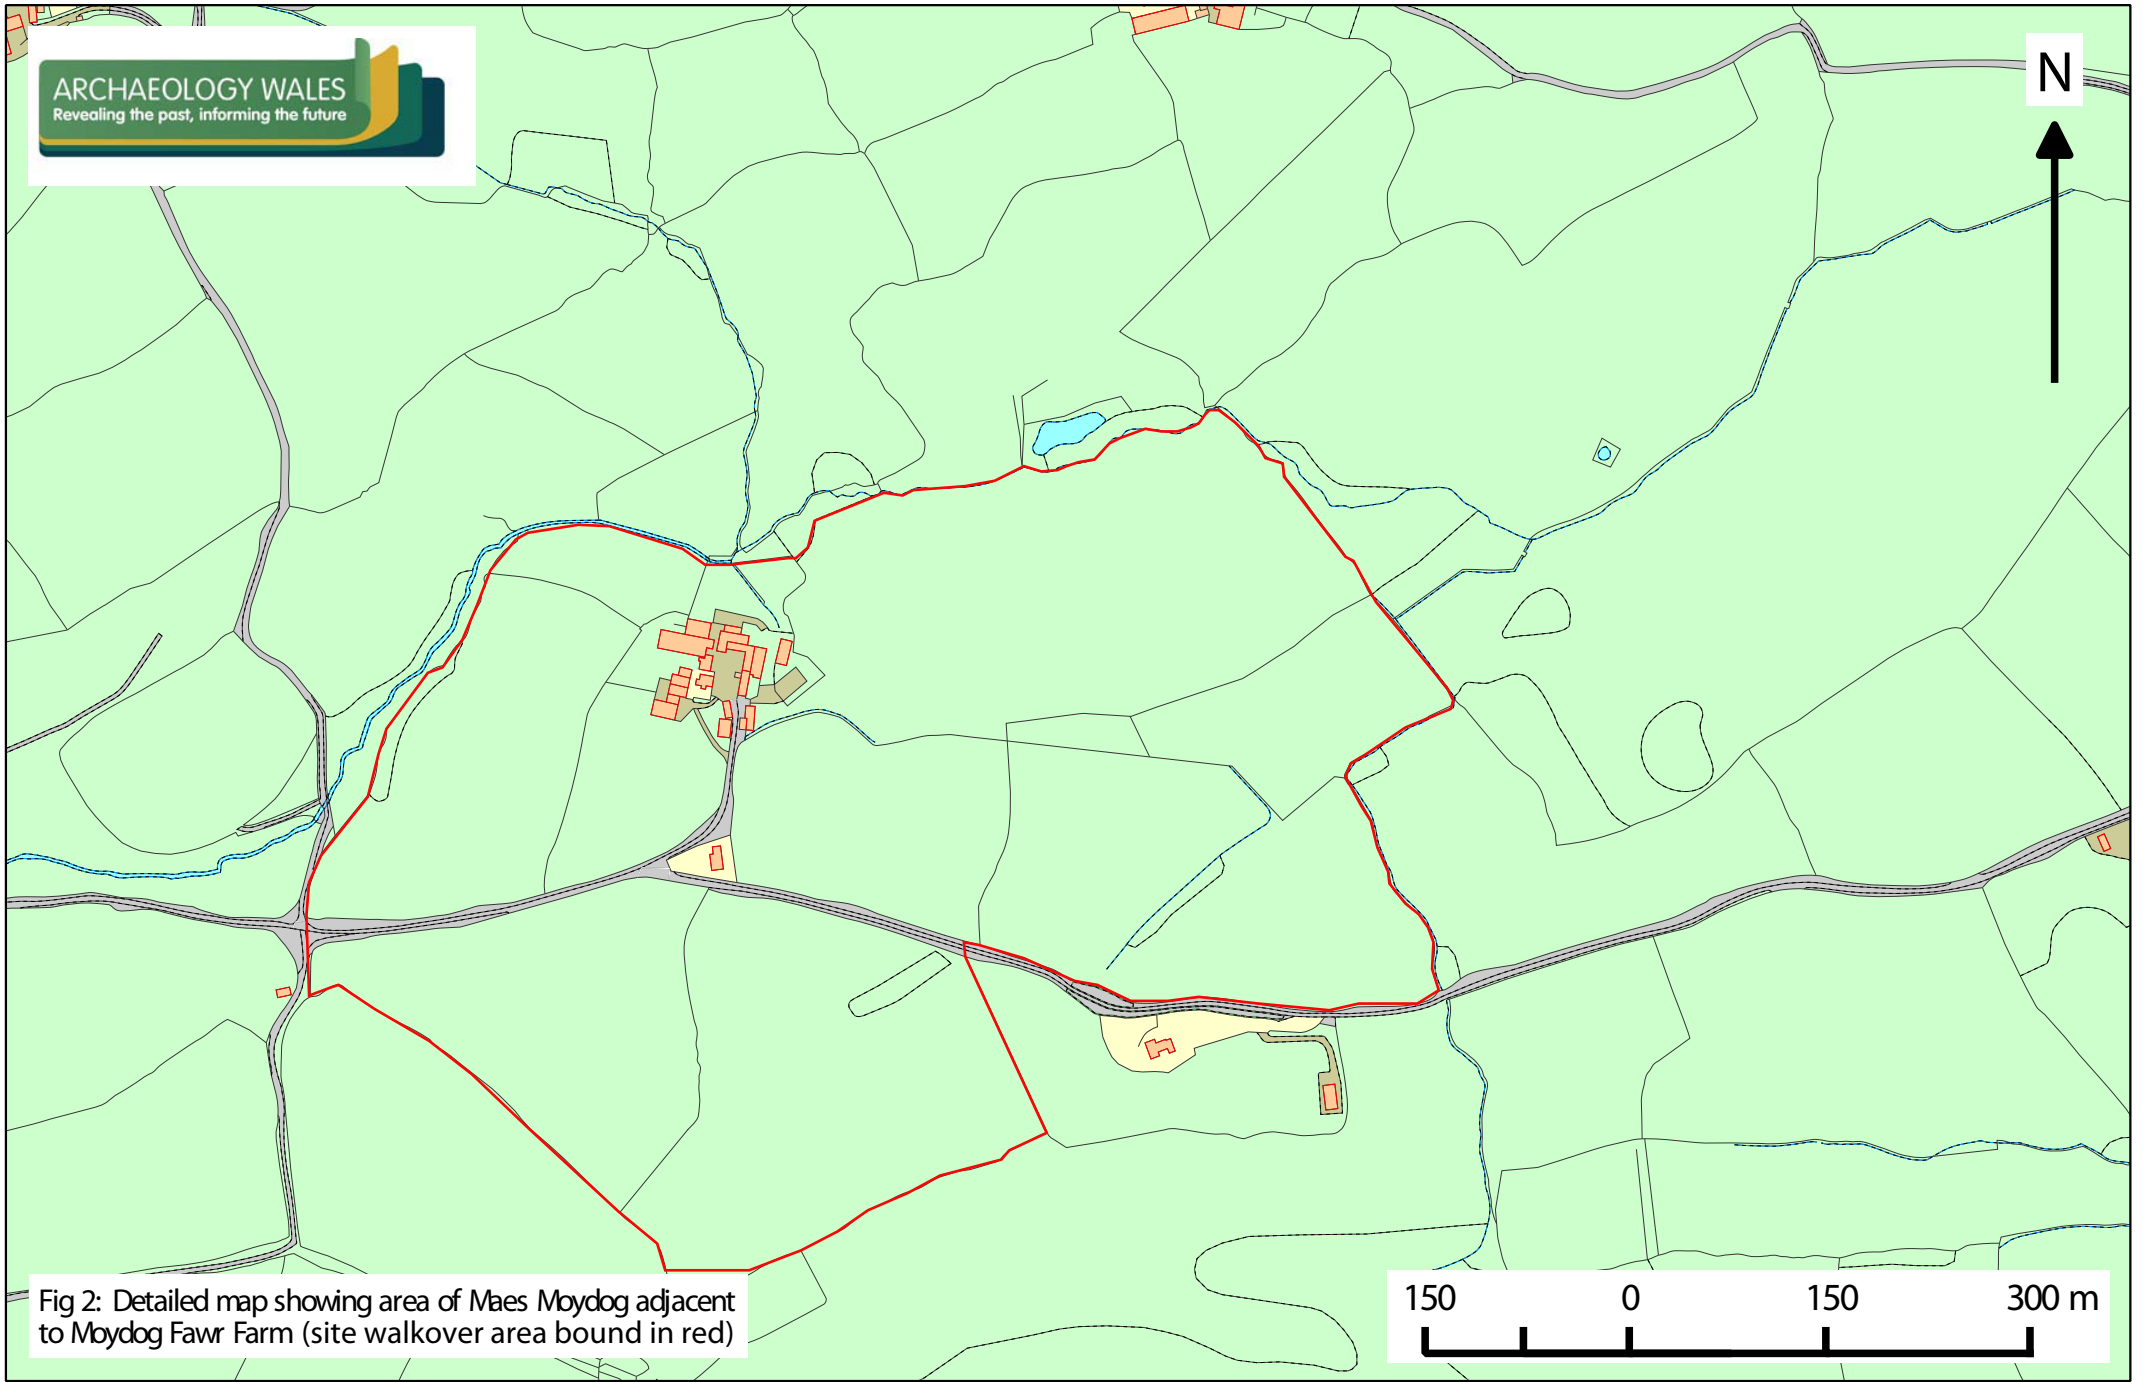 ARCHAEOLOGY WALES
Revealing the past, informing the future
N
Fig 2: Detailed map showing area of Maes Moydog adjacent
to Moydog Fawr Farm (site walkover area bound in red)
150 0 150 300 m